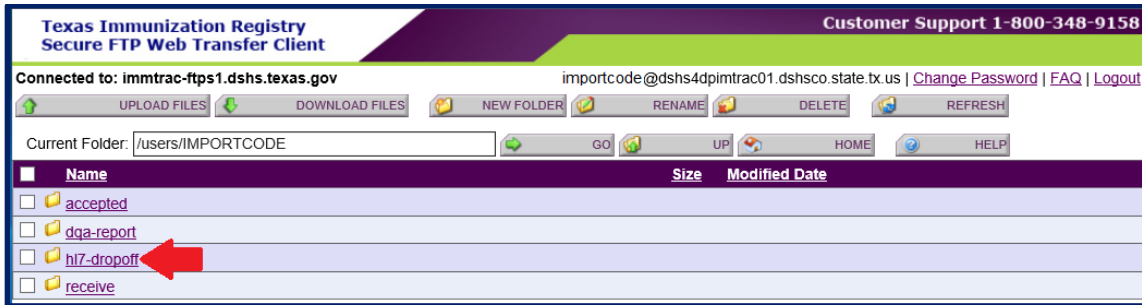 Texas Immunization Registry
Secure FTP Web Transfer Client
Customer Support 1-800-348-9158
Connected to: immtrac-ftps1.dshs.texas.gov importcode@dshs4dpimtrac01.dshsco.state.tx.us | Change Password | FAQ | Logout
UPLOAD FILES DOWNLOAD FILES NEW FOLDER RENAME DELETE REFRESH
Current Folder: /users/IMPORTCODE GO UP HOME HELP
Name Size Modified Date
accepted
dqa-report
hl7-dropoff
receive